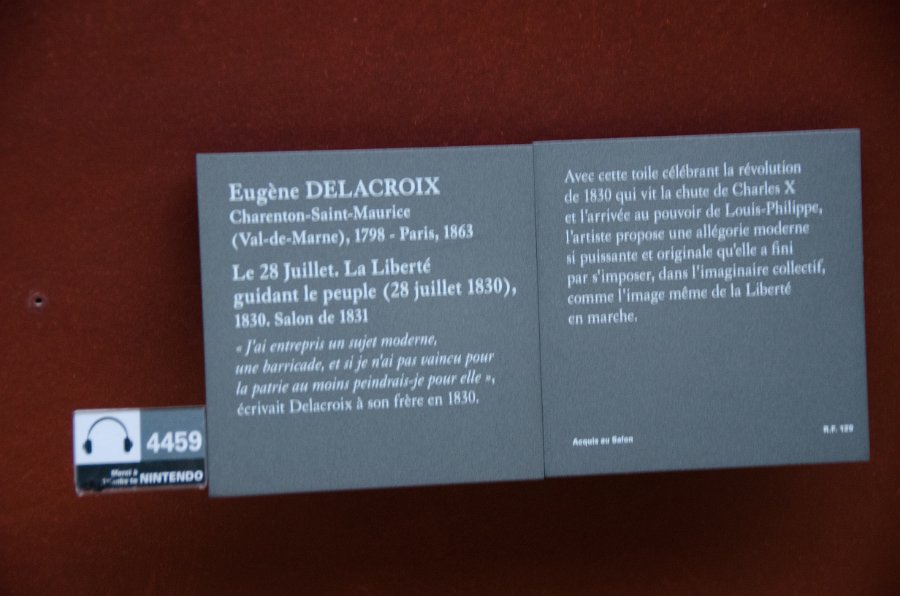 Eugène DELACROIX
Charenton-Saint-Maurice
(Val-de-Marne), 1798 - Paris, 1863
Le 28 Juillet. La Liberté
guidant le peuple (28 juillet 1830),
1830. Salon de 1831
« J'ai entrepris un sujet moderne,
une barricade, et si je n'ai pas vaincu pour
la patrie au moins peindrais-je pour elle »,
écrivait Delacroix à son frère en 1830.
Avec cette toile célébrant la révolution
de 1830 qui vit la chute de Charles X
et l'arrivée au pouvoir de Louis-Philippe,
l'artiste propose une allégorie moderne
si puissante et originale qu'elle a fini
par s'imposer, dans l'imaginaire collectif,
comme l'image même de la Liberté
en marche.
Acquis au Salon
R.F. 129
4459
Merci à
to NINTENDO